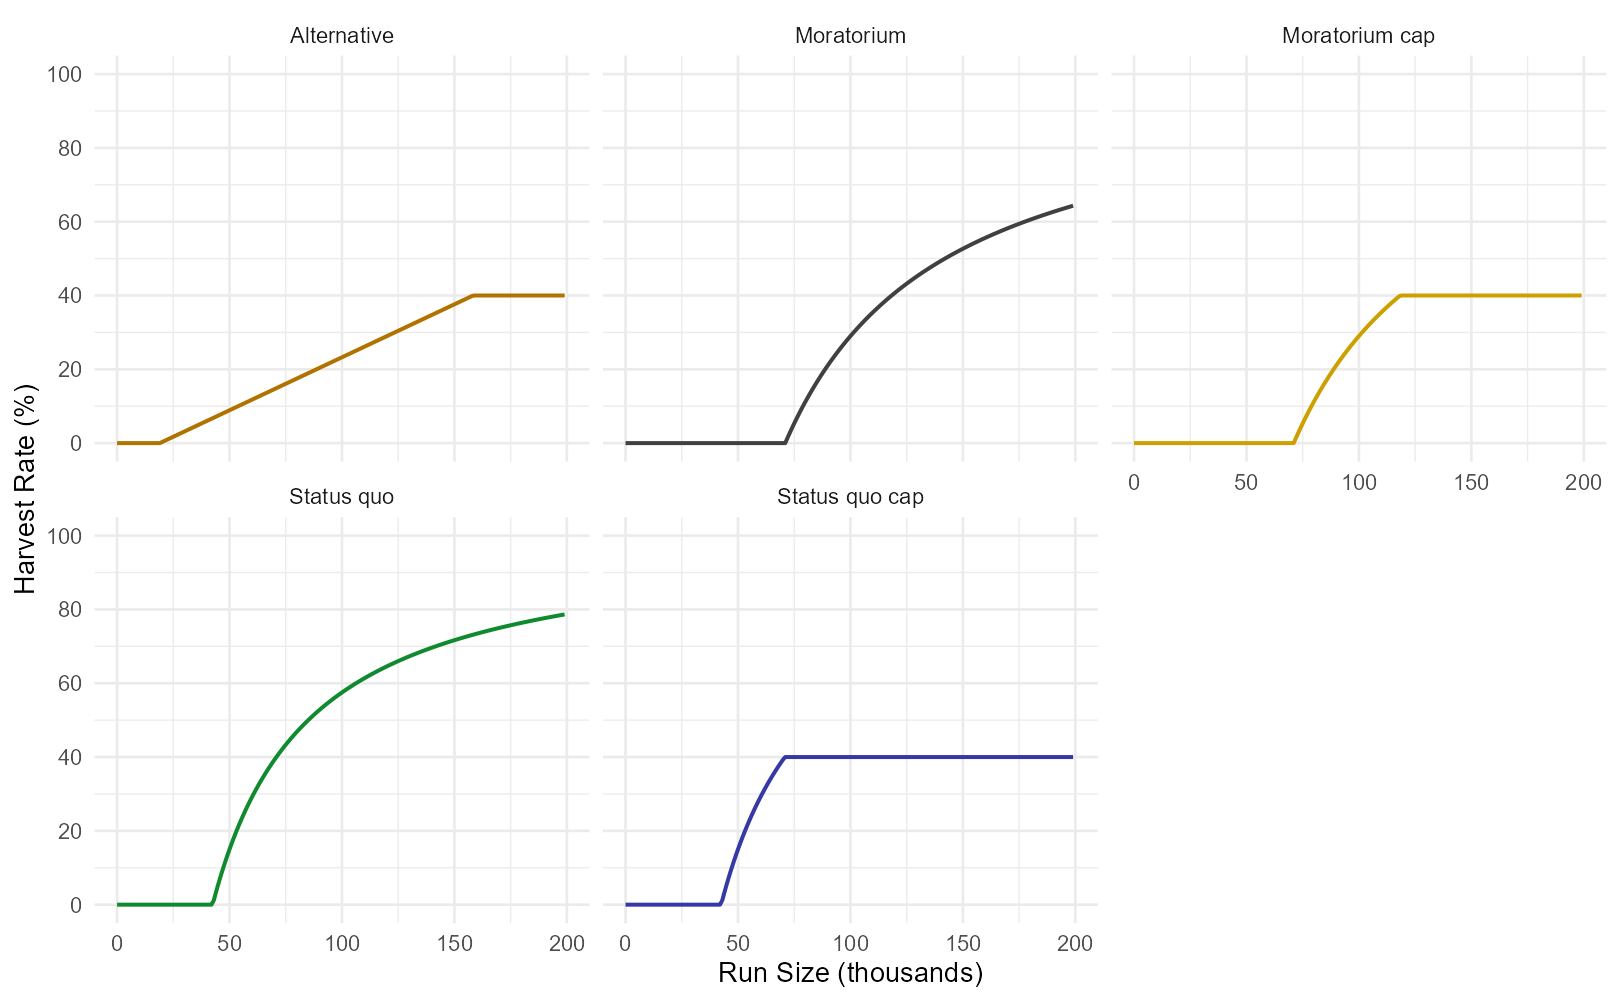 Alternative
Moratorium
Moratorium cap
100
80
60
40
20
0
0 50 100 150 200
Harvest Rate (%)
Status quo
Status quo cap
100
80
60
40
20
0
0 50 100 150 200
0 50 100 150 200
Run Size (thousands)